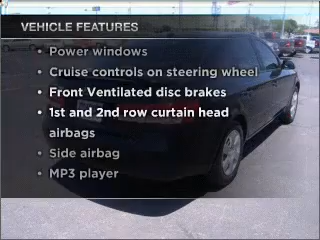 VEHICLE FEATURES
• Power windows
• Cruise controls on steering wheel
• Front Ventilated disc brakes
• 1st and 2nd row curtain head
airbags
• Side airbag
• MP3 player